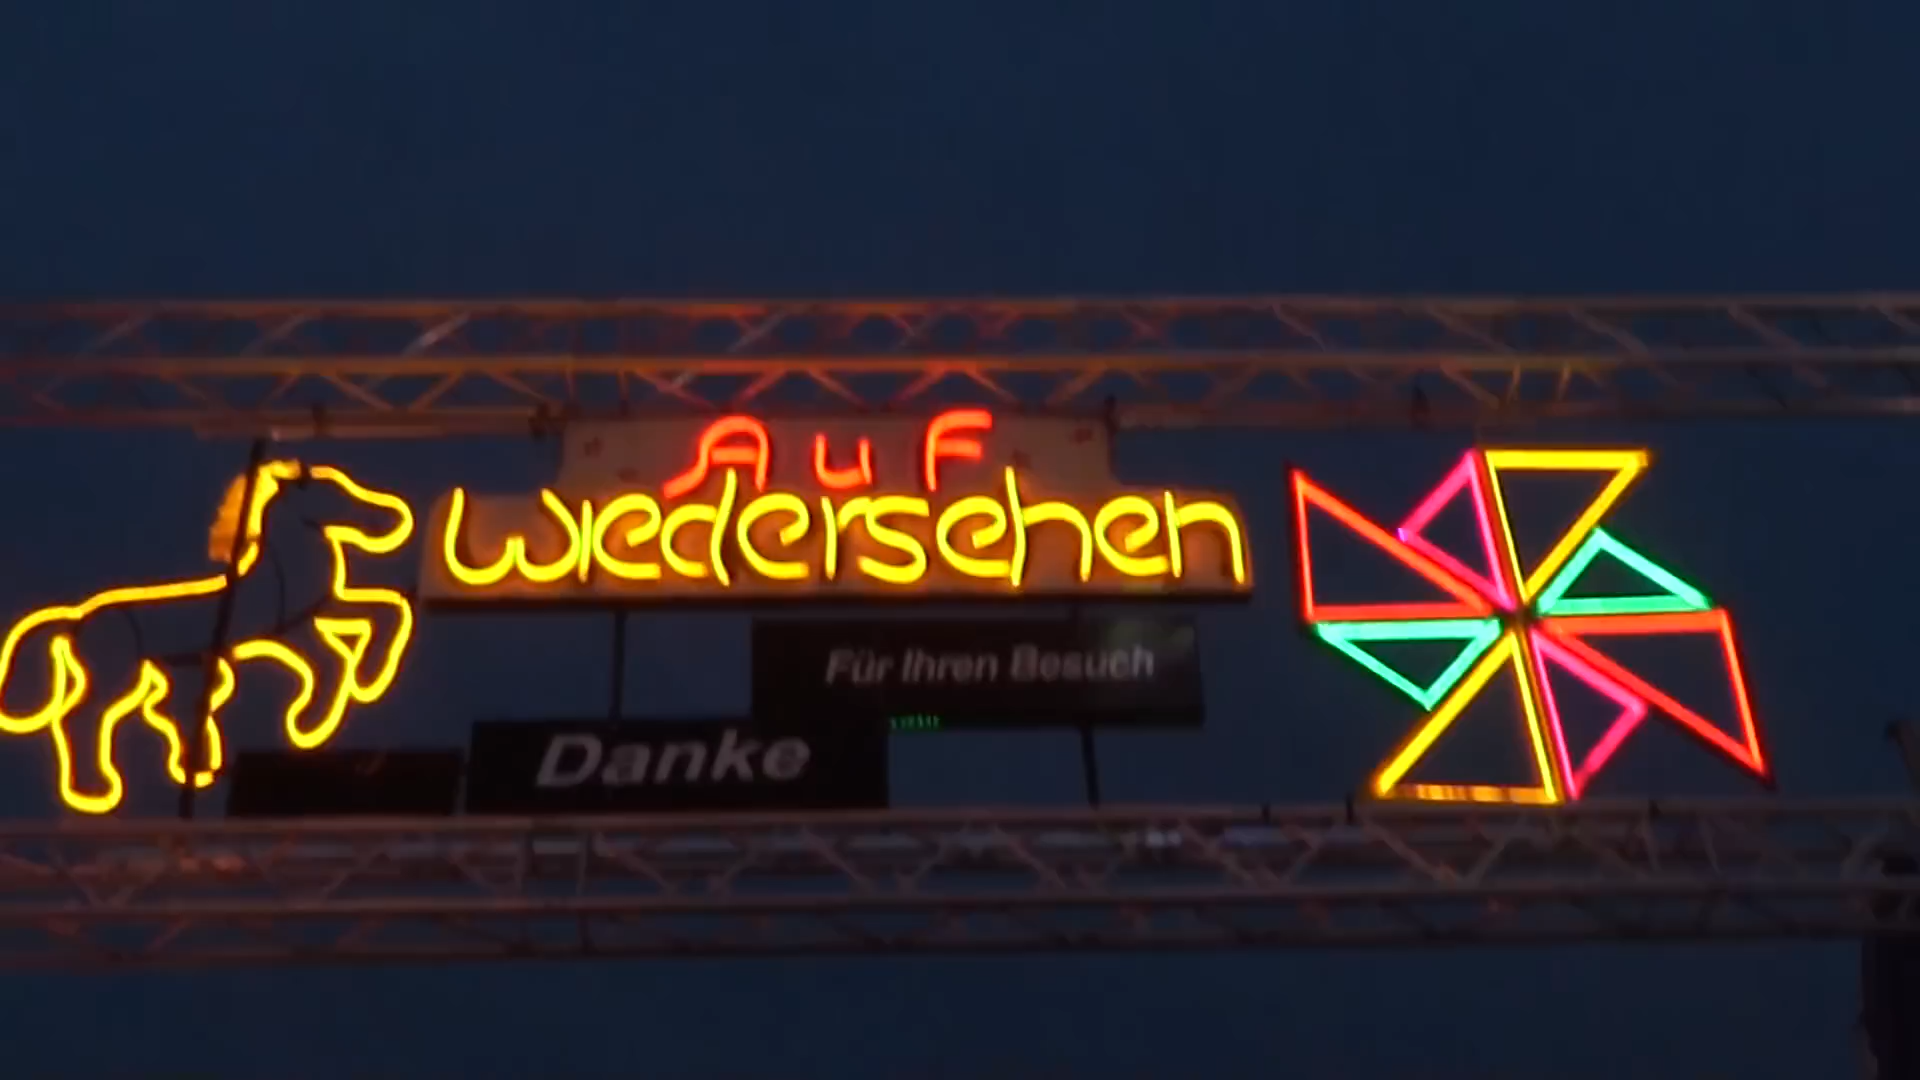 AuF
wiedersehen
Für Ihren Besuch
Danke